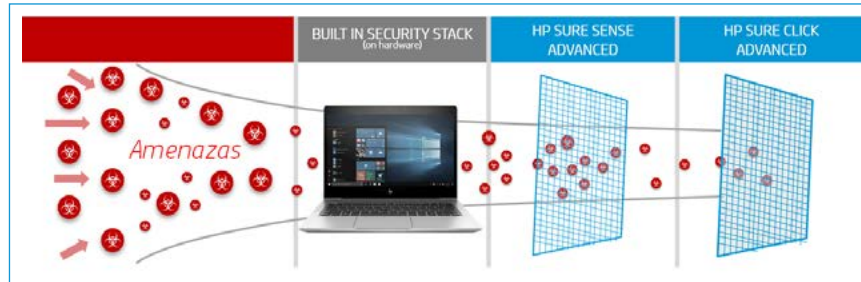 BUILT IN SECURITY STACK
(on hardware)
HP SURE SENSE
ADVANCED
HP SURE CLICK
ADVANCED
Amenazas